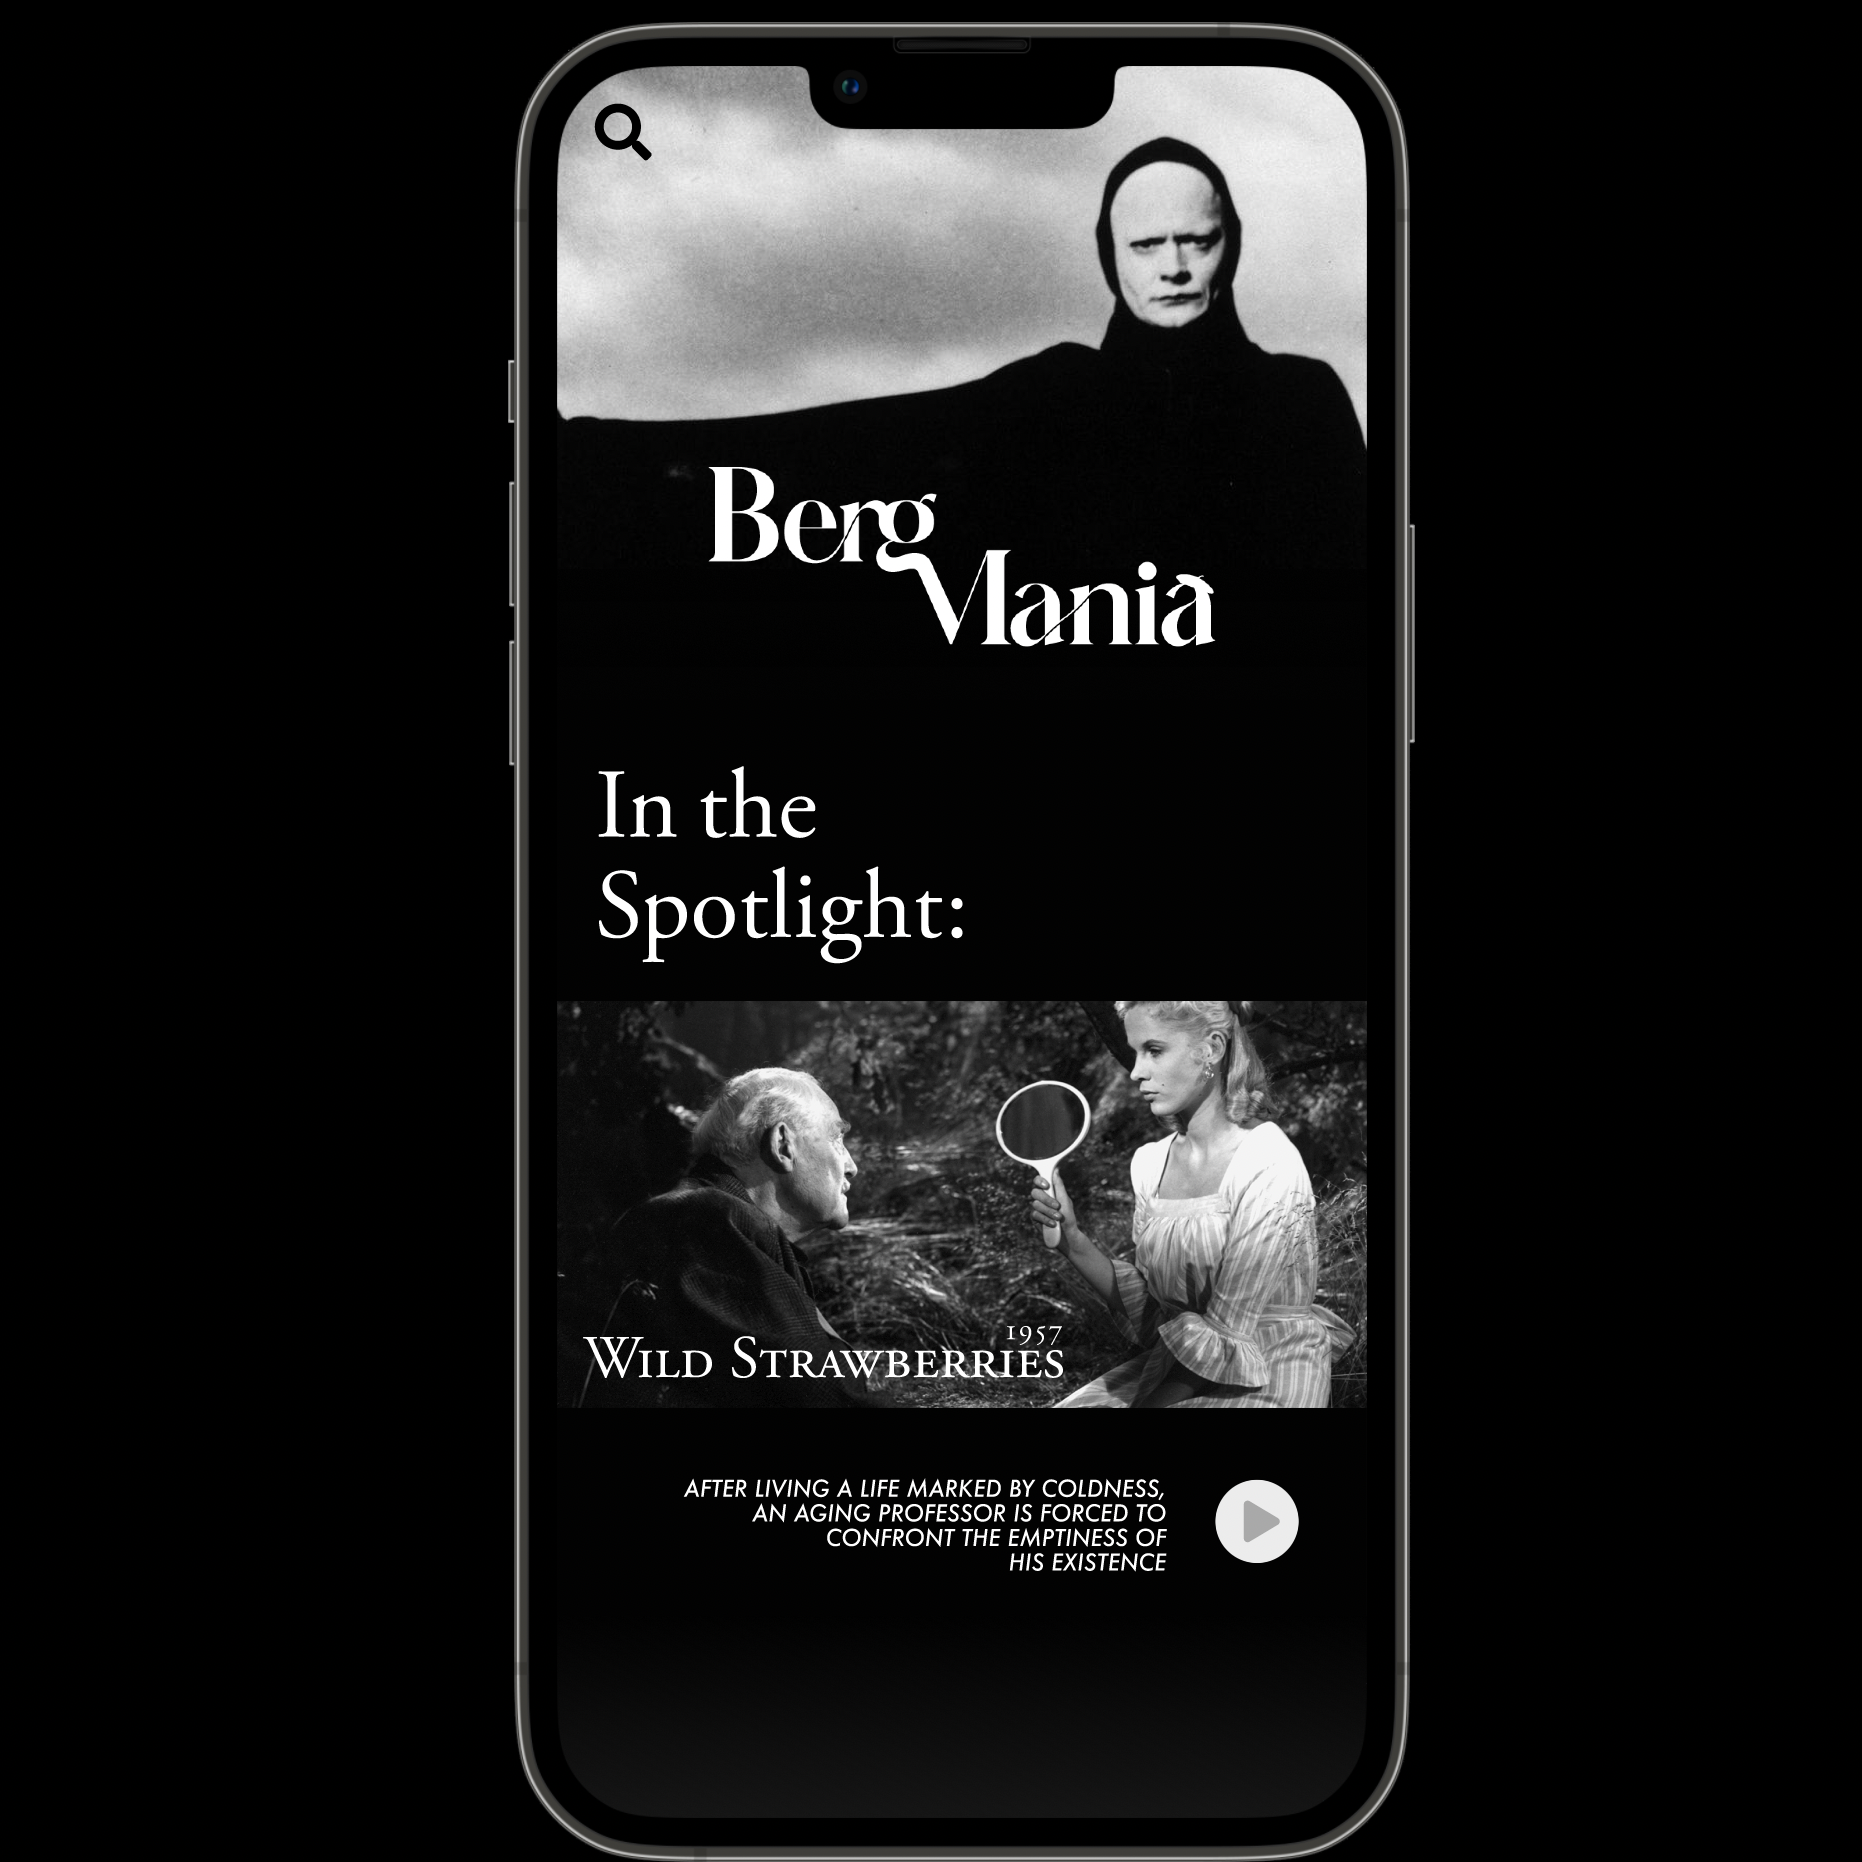 Berg
Mania
In the
Spotlight:
1957
Wild Strawberries
AFTER LIVING A LIFE MARKED BY COLDNESS,
AN AGING PROFESSOR IS FORCED TO
CONFRONT THE EMPTINESS OF
HIS EXISTENCE